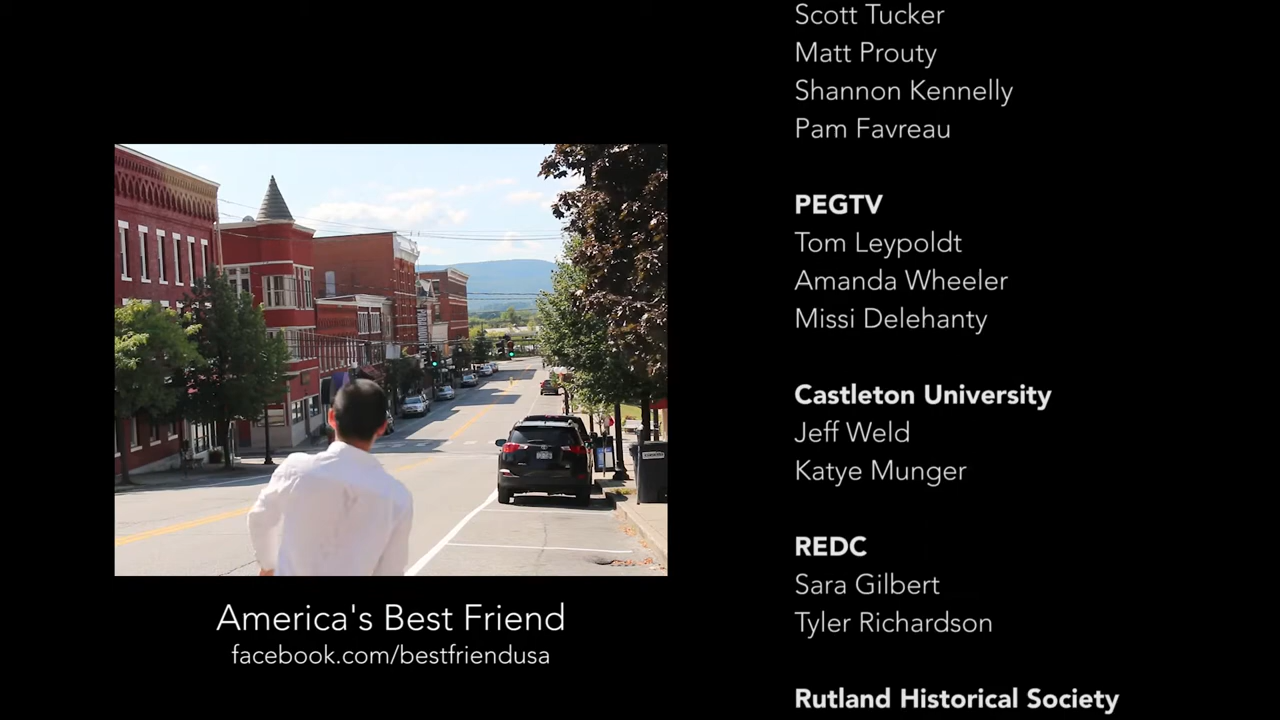 America's Best Friend
facebook.com/bestfriendusa
Scott Tucker
Matt Prouty
Shannon Kennelly
Pam Favreau
PEGTV
Tom Leypoldt
Amanda Wheeler
Missi Delehanty
Castleton University
Jeff Weld
Katye Munger
REDC
Sara Gilbert
Tyler Richardson
Rutland Historical Society